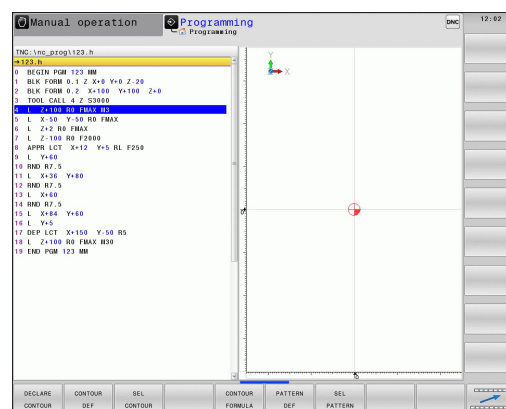 Manual operation
Programming
Programming
DNC
12:02
TNC:\nc_prog\123.h
→123.h
0 BEGIN PGM 123 MM
1 BLK FORM 0.1 Z X+0 Y+0 Z-20
2 BLK FORM 0.2 X+100 Y+100 Z+0
3 TOOL CALL 4 Z S3000
4 L Z+100 R0 FMAX M3
5 L X-50 Y-50 R0 FMAX
6 L Z+2 R0 FMAX
7 L Z-100 R0 F2000
8 APPR LCT X+12 Y+5 RL F250
9 L Y+60
10 RND R7.5
11 L X+36 Y+80
12 RND R7.5
13 L X+60
14 RND R7.5
15 L X+84 Y+60
16 L Y+5
17 DEP LCT X+150 Y-50 R5
18 L Z+100 R0 FMAX M30
19 END PGM 123 MM
Y
X
DECLARE CONTOUR
CONTOUR DEF
SEL CONTOUR
CONTOUR FORMULA
PATTERN DEF
SEL PATTERN